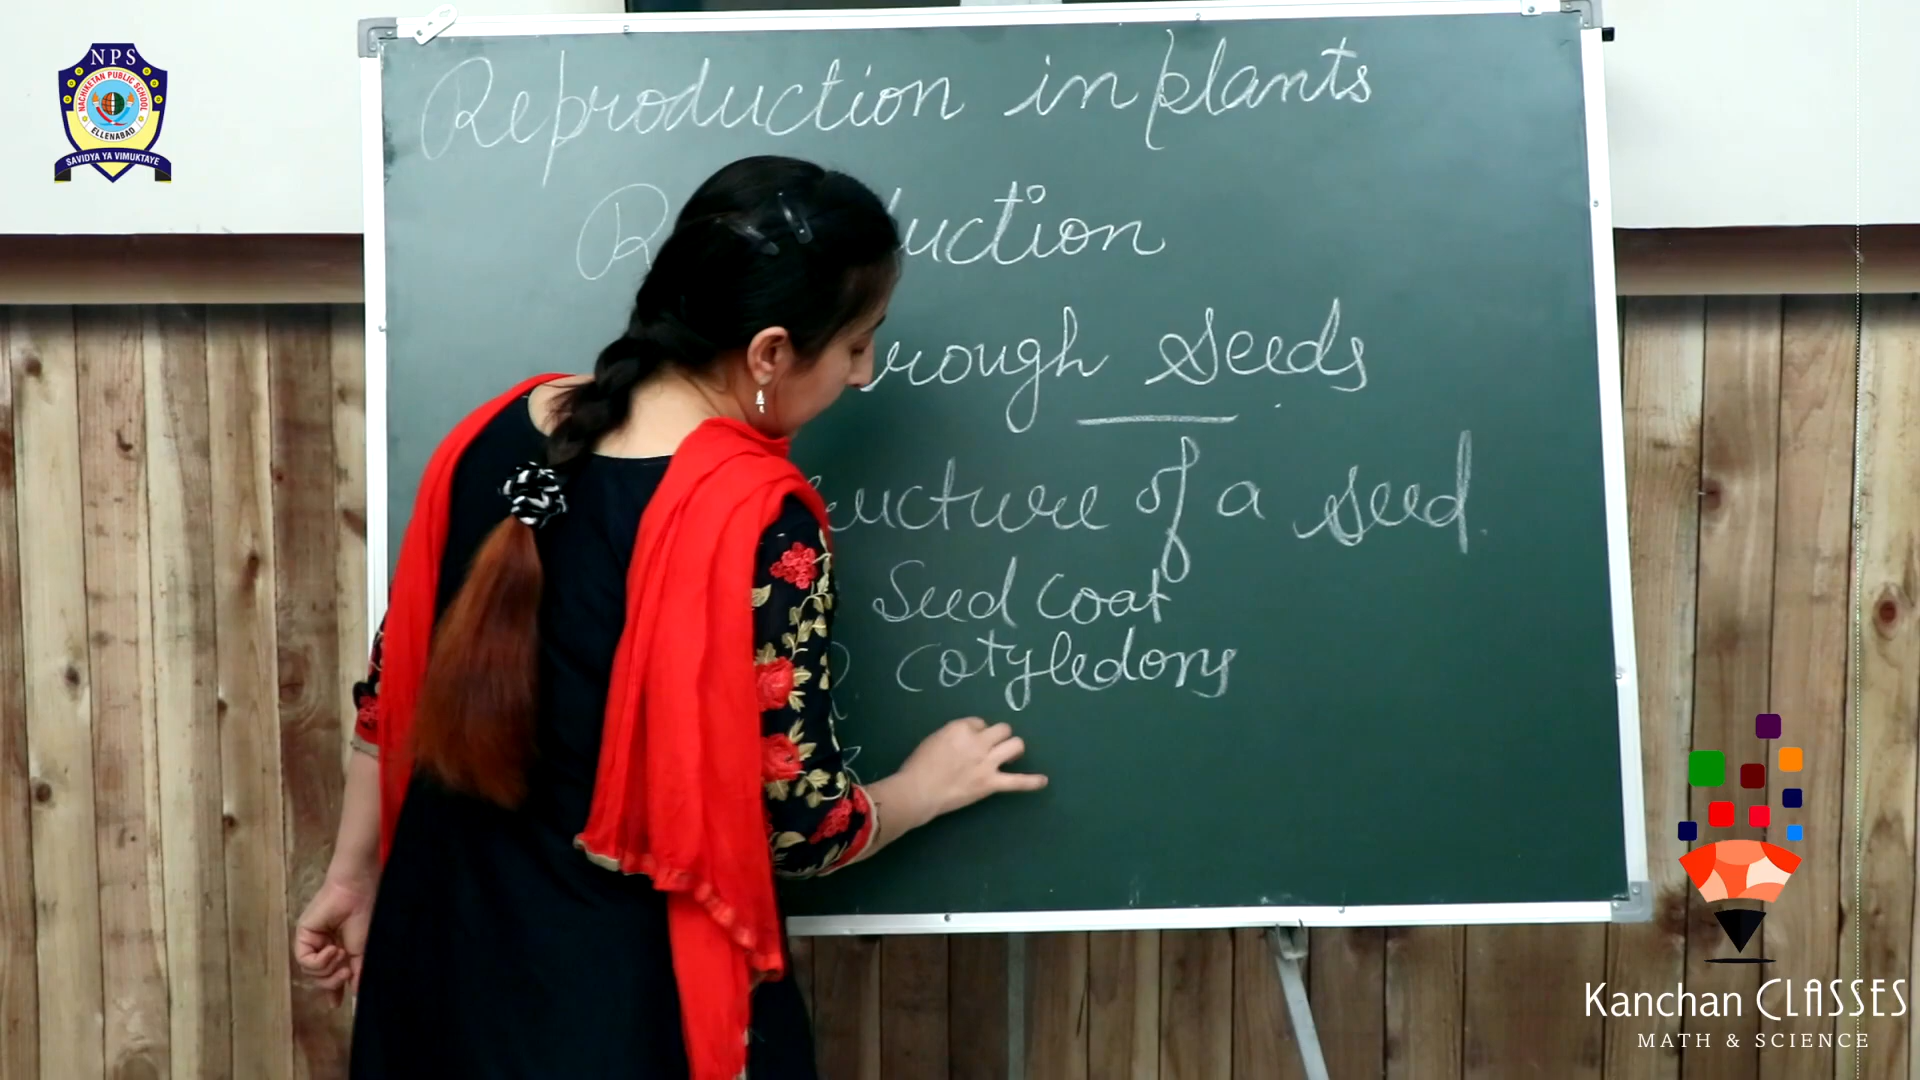 NPS
NACHIKETAN PUBLIC SCHOOL
ELLENABAD
SAVIDYA YA VIMUKTAYE
Reproduction in plants
R uction
rough Seeds
ucture of a seed.
Seed coat
Cotyledons
Kanchan CLASSES
MATH & SCIENCE